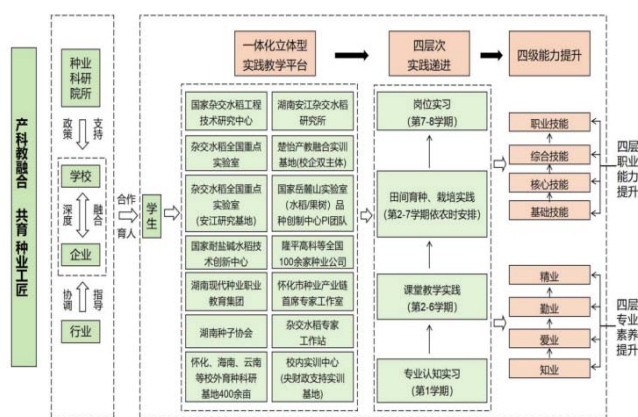 产科教融合 共育种业工匠
种业
科研
院所
政策
支持
学校
深度
融合
企业
协调
指导
行业
合作
育人
学生
一体化立体型
实践教学平台
四层次
实践递进
四级能力提升
国家杂交水稻工程
技术研究中心
湖南安江杂交水稻
研究所
杂交水稻全国重点
实验室
楚怡产教融合实训
基地(校企双主体)
杂交水稻全国重点
实验室
(安江研究基地)
国家岳麓山实验室
(水稻/果树)品
种创制中心PI团队
国家耐盐碱水稻技
术创新中心
隆平高科等全国
100余家种业公司
湖南现代种业职业
教育集团
怀化市种业产业链
首席专家工作室
湖南种子协会
杂交水稻专家
工作站
怀化、海南、云南
等校外育种科研
基地400余亩
校内实训中心
(央财政支持实训
基地)
岗位实习
(第7-8学期)
田间育种、栽培实践
(第2-7学期依农时安排)
课堂教学实践
(第2-6学期)
专业认知实习
(第1学期)
职业技能
综合技能
核心技能
基础技能
四层
职业
能力
提升
精业
勤业
爱业
知业
四层
专业
素养
提升